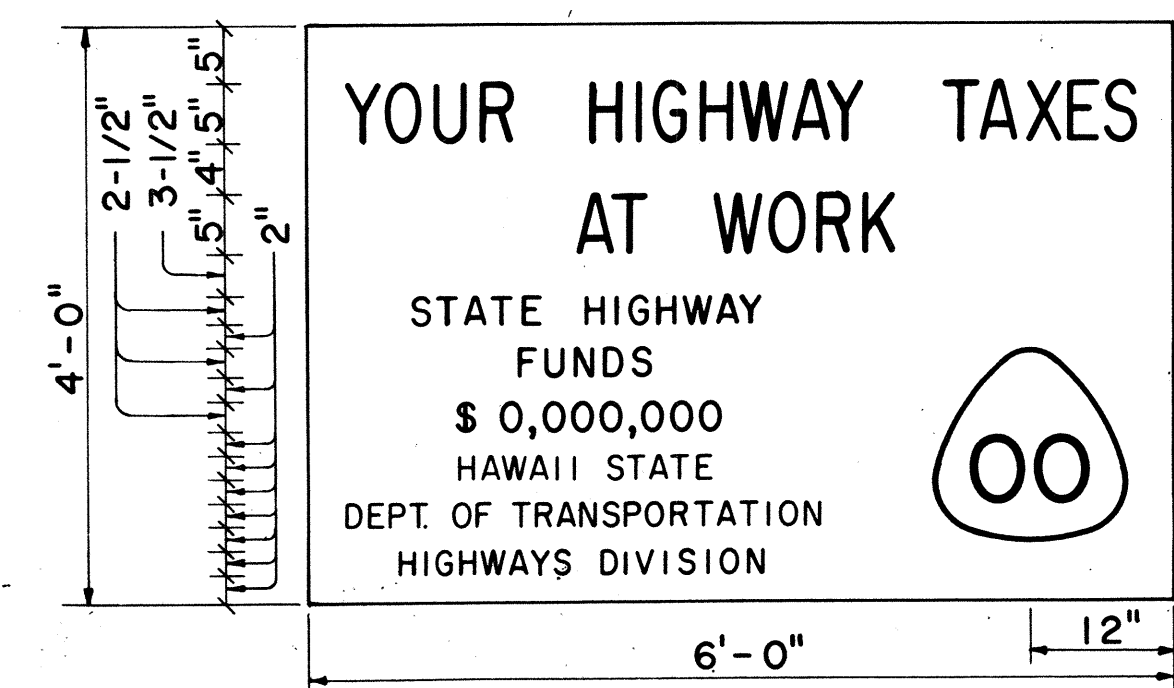 YOUR HIGHWAY TAXES
AT WORK
STATE HIGHWAY
FUNDS
$ 0,000,000
HAWAII STATE
DEPT. OF TRANSPORTATION
HIGHWAYS DIVISION
00
4'-0"
2-1/2"
3-1/2"
5"
5"
4"
5"
2"
6'-0"
12"